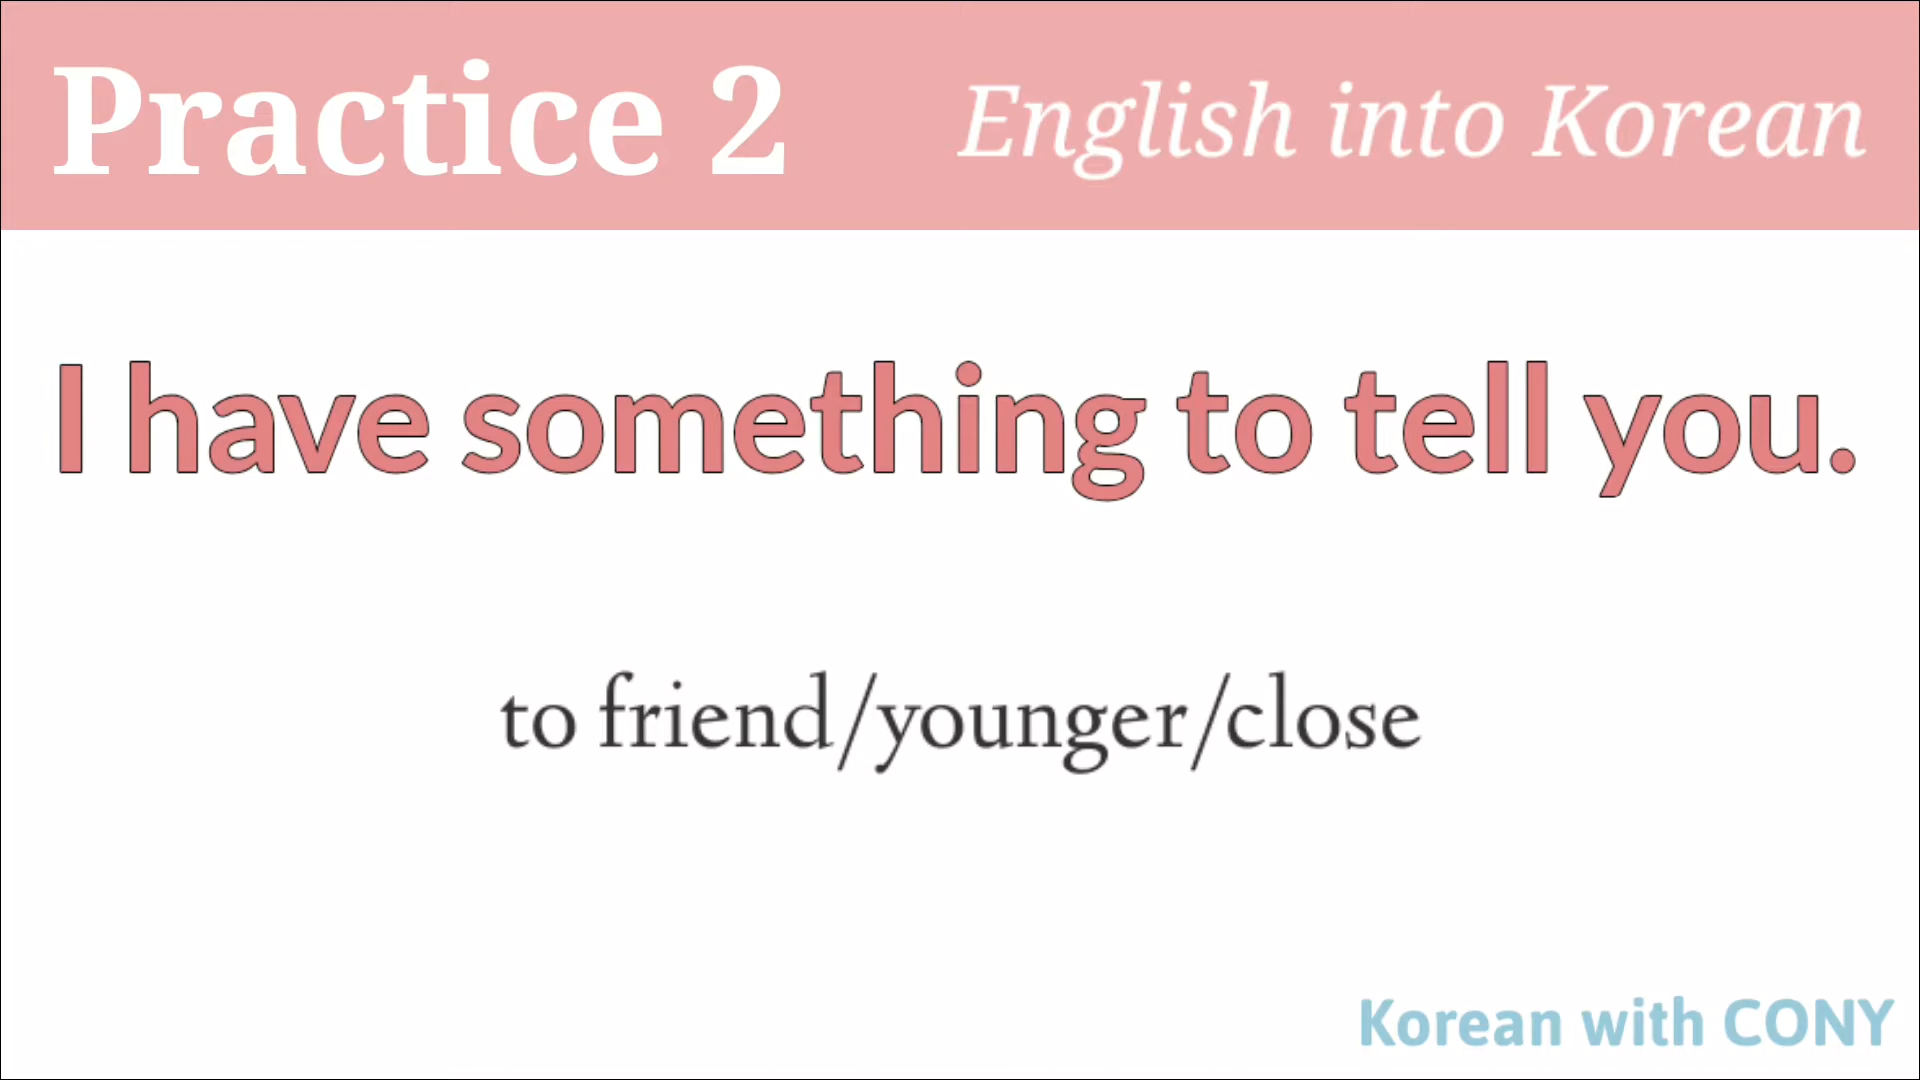 Practice 2 English into Korean
I have something to tell you.
to friend/younger/close
Korean with CONY